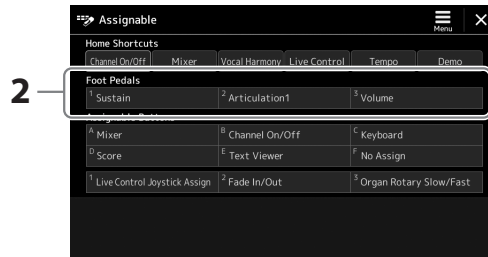 Assignable
Menu
Home Shortcuts
Channel On/Off Mixer Vocal Harmony Live Control Tempo Demo
2
Foot Pedals
1 Sustain 2 Articulation1 3 Volume
Assignable Buttons
A Mixer B Channel On/Off C Keyboard
D Score E Text Viewer F No Assign
1 Live Control Joystick Assign 2 Fade In/Out 3 Organ Rotary Slow/Fast